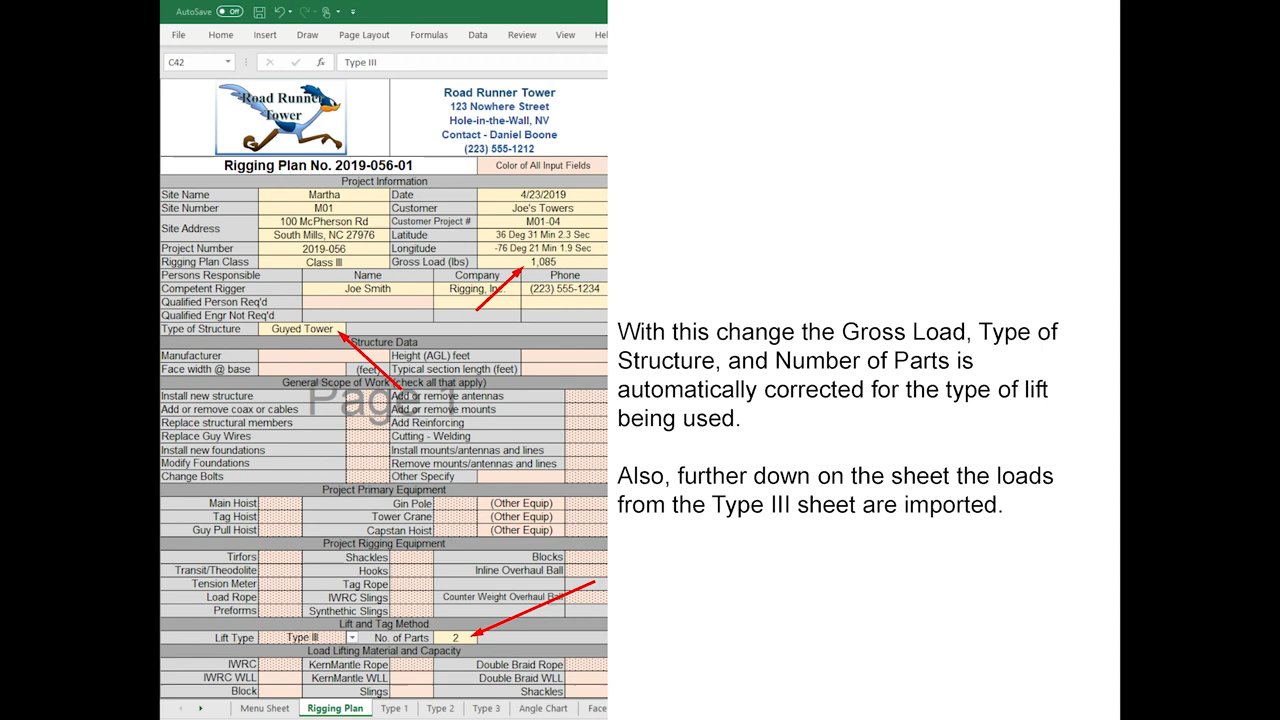 AutoSave Off
File Home Insert Draw Page Layout Formulas Data Review View Hel
C42 fx Type III
Road Runner
Tower
Road Runner Tower
123 Nowhere Street
Hole-in-the-Wall, NV
Contact - Daniel Boone
(223) 555-1212
Rigging Plan No. 2019-056-01 Color of All Input Fields
Project Information
Site Name Martha Date 4/23/2019
Site Number M01 Customer Joe's Towers
Site Address 100 McPherson Rd Customer Project # M01-04
South Mills, NC 27976 Latitude 36 Deg 31 Min 2.3 Sec
Project Number 2019-056 Longitude -76 Deg 21 Min 1.9 Sec
Rigging Plan Class Class III Gross Load (lbs) 1,085
Persons Responsible Name Company Phone
Competent Rigger Joe Smith Rigging, Inc. (223) 555-1234
Qualified Person Req'd
Qualified Engr Not Req'd
Type of Structure Guyed Tower
Structure Data
Manufacturer Height (AGL) feet
Face width @ base (feet) Typical section length (feet)
General Scope of Work (check all that apply)
Install new structure Add or remove antennas
Add or remove coax or cables Add or remove mounts
Page 1
Replace structural members Add Reinforcing
Replace Guy Wires Cutting - Welding
Install new foundations Install mounts/antennas and lines
Modify Foundations Remove mounts/antennas and lines
Change Bolts Other Specify
Project Primary Equipment
Main Hoist Gin Pole (Other Equip)
Tag Hoist Tower Crane (Other Equip)
Guy Pull Hoist Capstan Hoist (Other Equip)
Project Rigging Equipment
Tirfors Shackles Blocks
Transit/Theodolite Hooks Inline Overhaul Ball
Tension Meter Tag Rope
Load Rope IWRC Slings Counter Weight Overhaul Ball
Preforms Synthethic Slings
Lift and Tag Method
Lift Type Type III No. of Parts 2
Load Lifting Material and Capacity
IWRC KernMantle Rope Double Braid Rope
IWRC WLL KernMantle WLL Double Braid WLL
Block Slings Shackles
Menu Sheet Rigging Plan Type 1 Type 2 Type 3 Angle Chart Face
With this change the Gross Load, Type of
Structure, and Number of Parts is
automatically corrected for the type of lift
being used.
Also, further down on the sheet the loads
from the Type III sheet are imported.